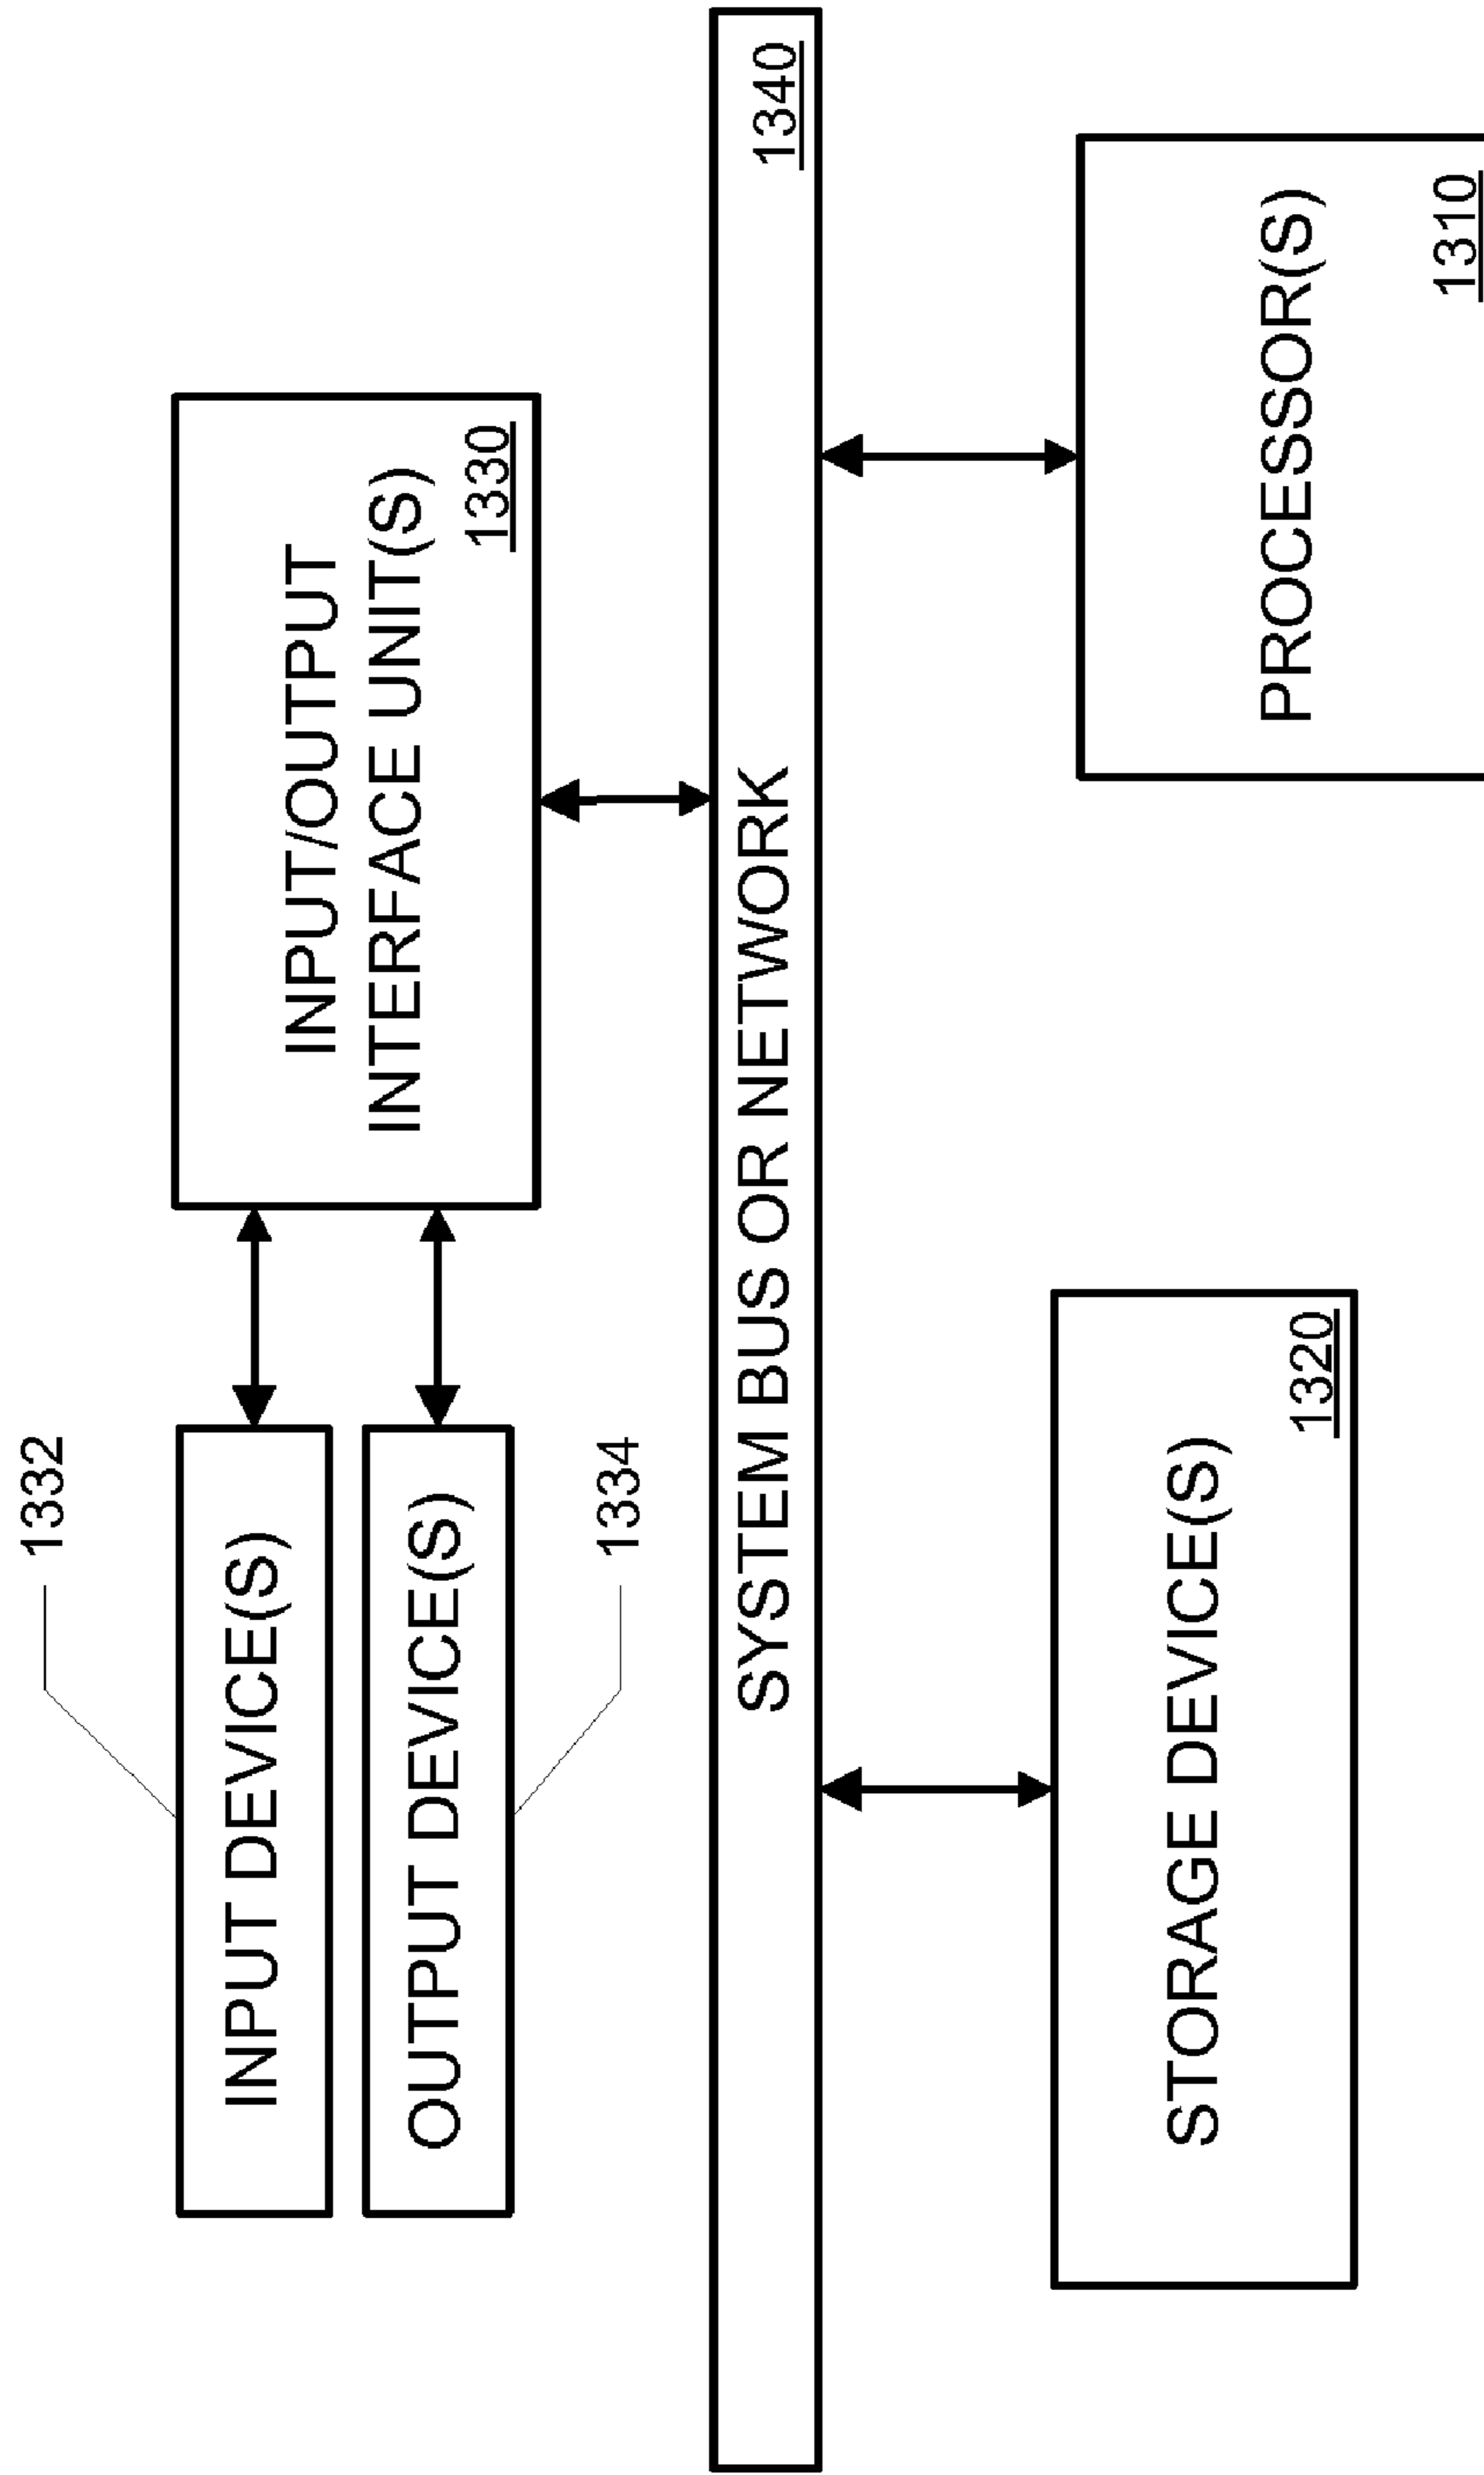 1332
INPUT DEVICE(S)
OUTPUT DEVICE(S)
1334
INPUT/OUTPUT
INTERFACE UNIT(S)
1330
SYSTEM BUS OR NETWORK
1340
STORAGE DEVICE(S)
1320
PROCESSOR(S)
1310